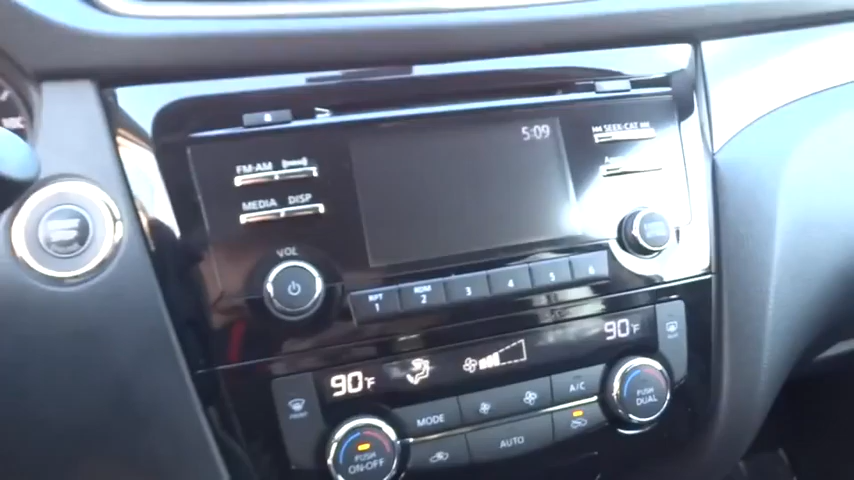 5:09
FM-AM
SEEK·CAT
MEDIA DISP
VOL
RPT 1
RDM 2
3
4
5
6
90°F
90°F
FRONT
MODE
A/C
PUSH DUAL
PUSH ON·OFF
AUTO